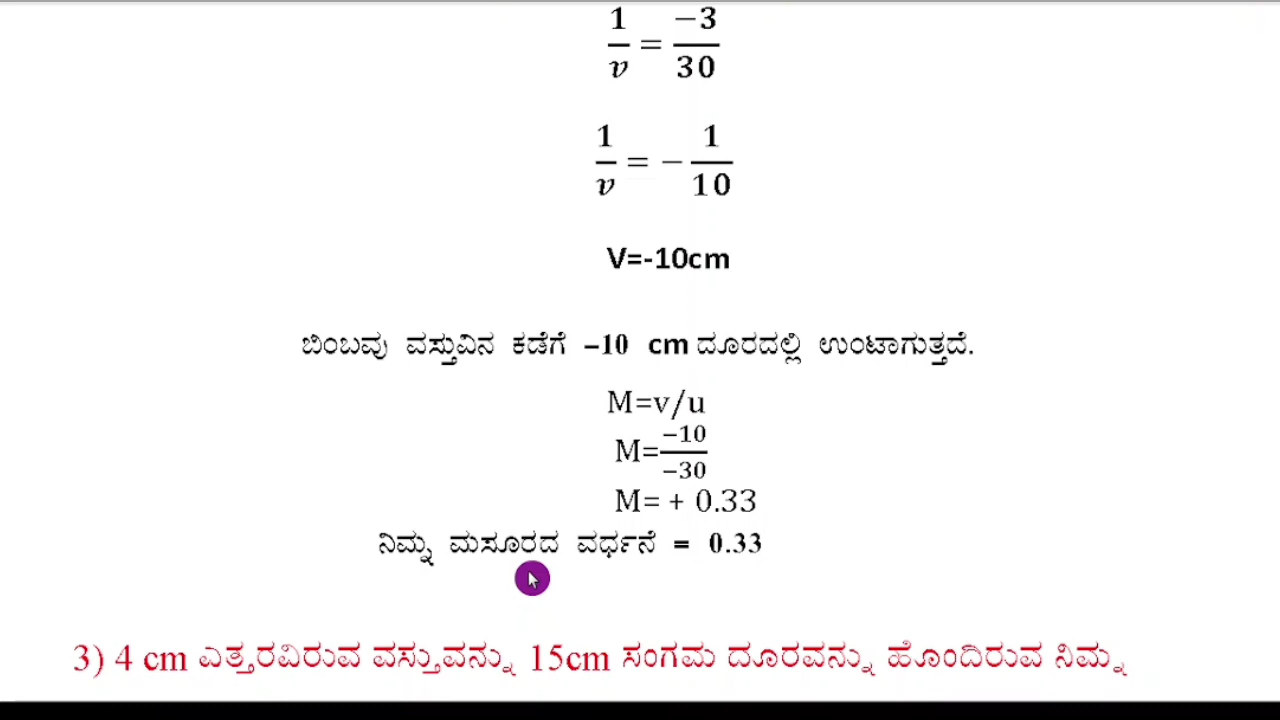 1/v = -3/30
1/v = - 1/10
V=-10cm
ಬಿಂಬವು ವಸ್ತುವಿನ ಕಡೆಗೆ –10 cm ದೂರದಲ್ಲಿ ಉಂಟಾಗುತ್ತದೆ.
M=v/u
M= −10/−30
M= + 0.33
ನಿಮ್ನ ಮಸೂರದ ವರ್ಧನೆ = 0.33
3) 4 cm ಎತ್ತರವಿರುವ ವಸ್ತುವನ್ನು 15cm ಸಂಗಮ ದೂರವನ್ನು ಹೊಂದಿರುವ ನಿಮ್ನ